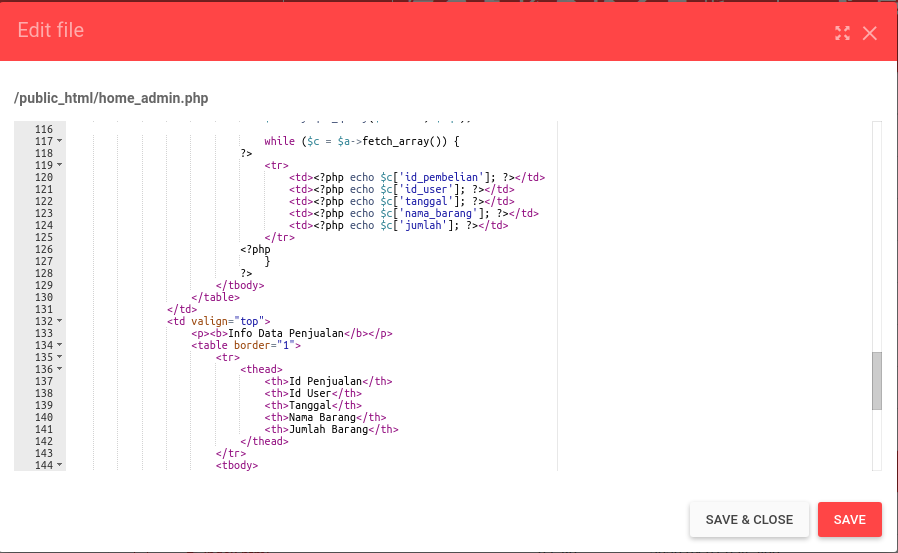 Edit file
/public_html/home_admin.php
116
117 while ($c = $a->fetch_array()) {
118 ?>
119 <tr>
120 <td><?php echo $c['id_pembelian']; ?></td>
121 <td><?php echo $c['id_user']; ?></td>
122 <td><?php echo $c['tanggal']; ?></td>
123 <td><?php echo $c['nama_barang']; ?></td>
124 <td><?php echo $c['jumlah']; ?></td>
125 </tr>
126 <?php
127 }
128 ?>
129 </tbody>
130 </table>
131 </td>
132 <td valign="top">
133 <p><b>Info Data Penjualan</b></p>
134 <table border="1">
135 <tr>
136 <thead>
137 <th>Id Penjualan</th>
138 <th>Id User</th>
139 <th>Tanggal</th>
140 <th>Nama Barang</th>
141 <th>Jumlah Barang</th>
142 </thead>
143 </tr>
144 <tbody>
SAVE & CLOSE
SAVE